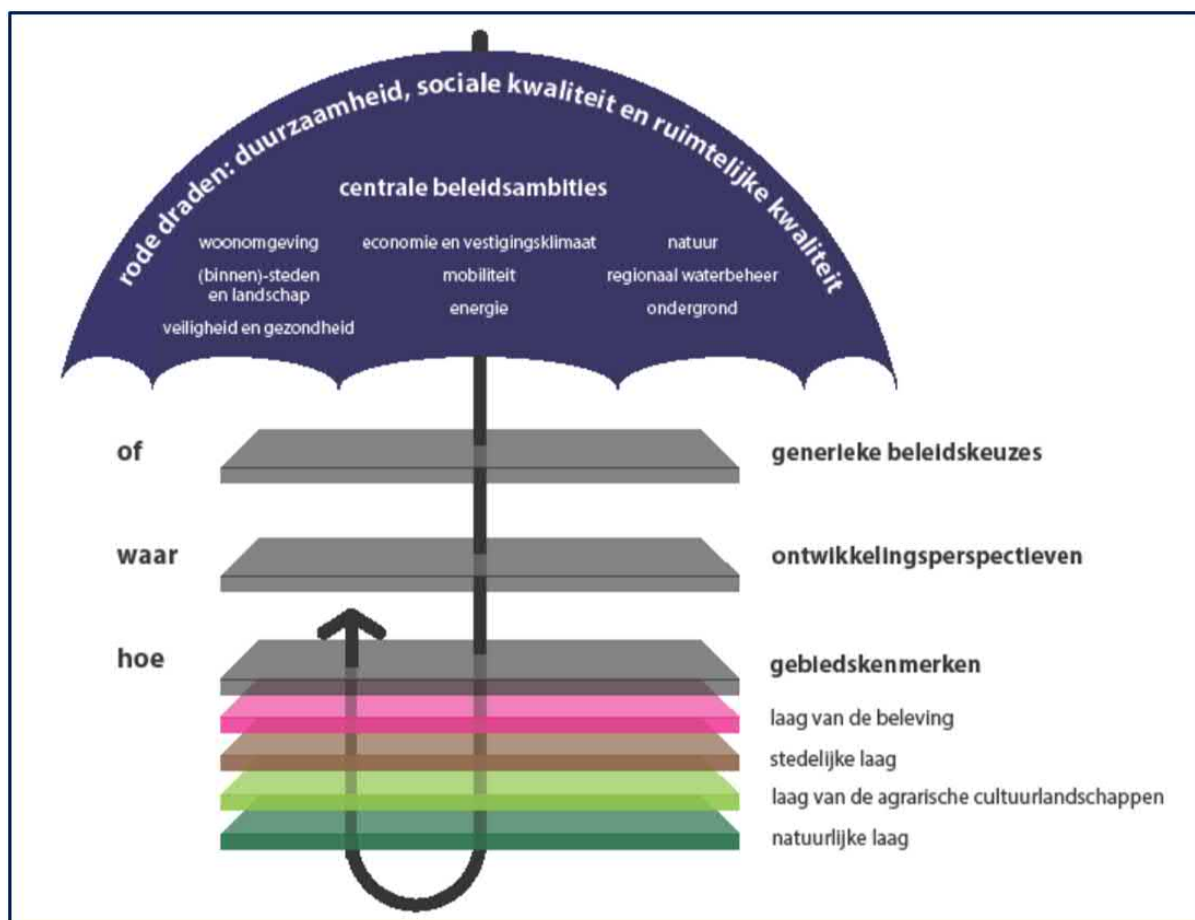 rode draden: duurzaamheid, sociale kwaliteit en ruimtelijke kwaliteit
centrale beleidsambities
woonomgeving
(binnen)-steden
en landschap
veiligheid en gezondheid
economie en vestigingsklimaat
mobiliteit
energie
natuur
regionaal waterbeheer
ondergrond
of
generieke beleidskeuzes
waar
ontwikkelingsperspectieven
hoe
gebiedskenmerken
laag van de beleving
stedelijke laag
laag van de agrarische cultuurlandschappen
natuurlijke laag